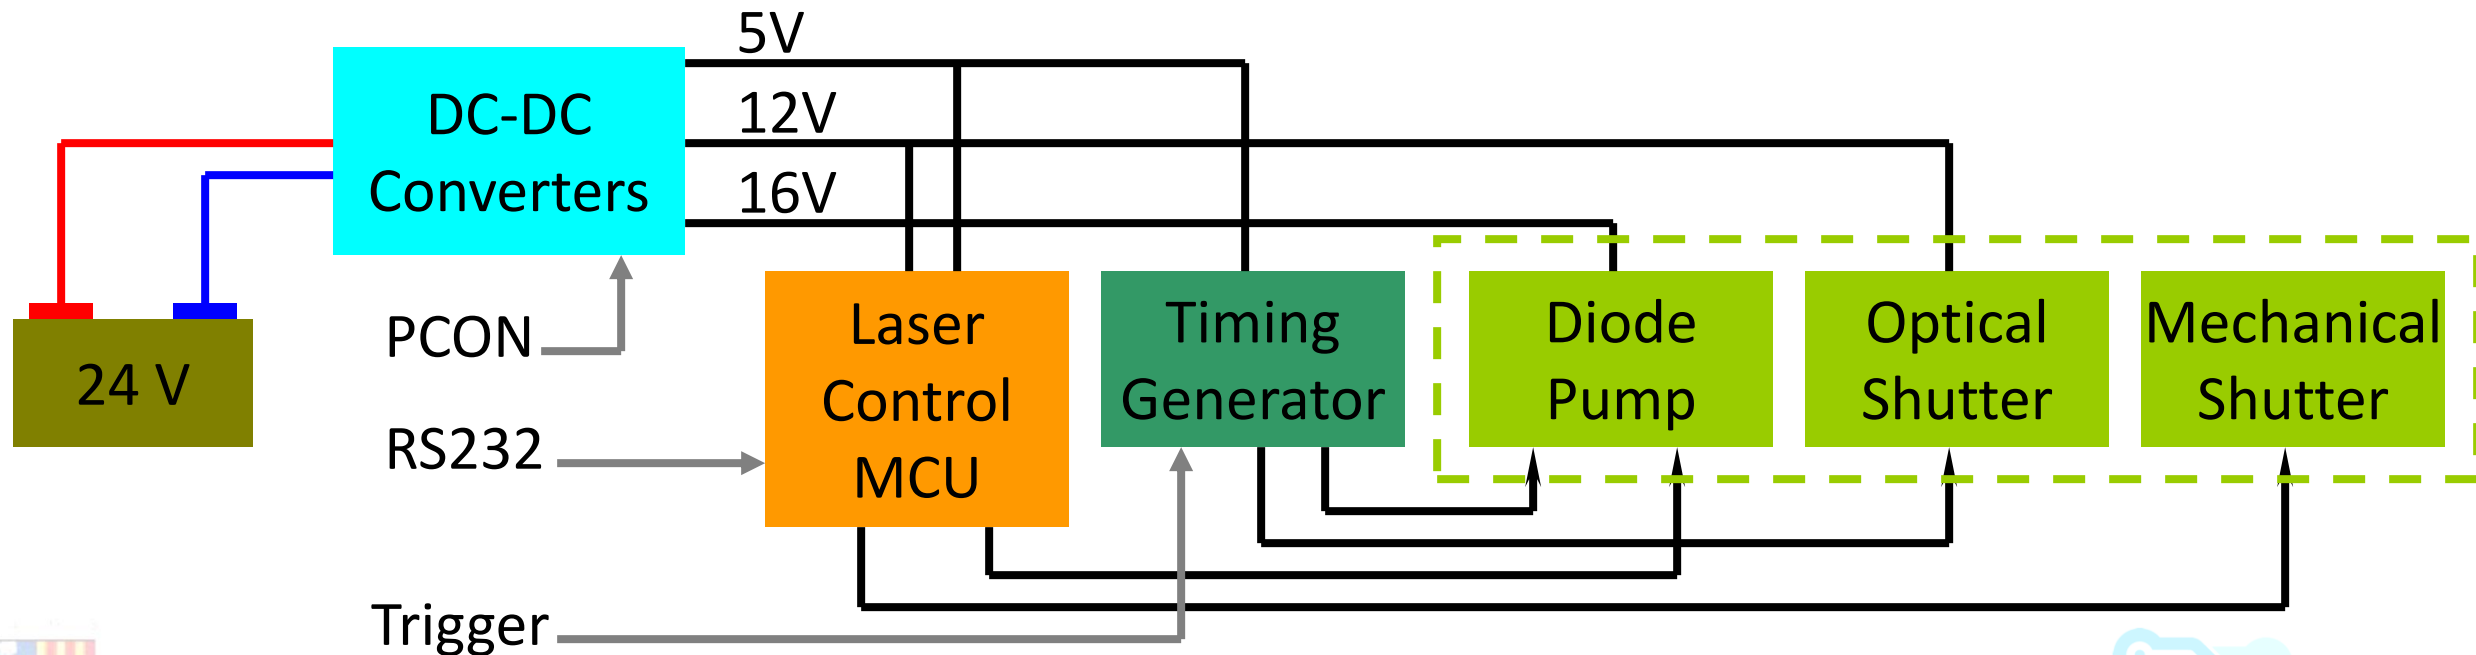 5V
12V
16V
DC-DC
Converters
24 V
PCON
RS232
Trigger
Laser
Control
MCU
Timing
Generator
Diode
Pump
Optical
Shutter
Mechanical
Shutter